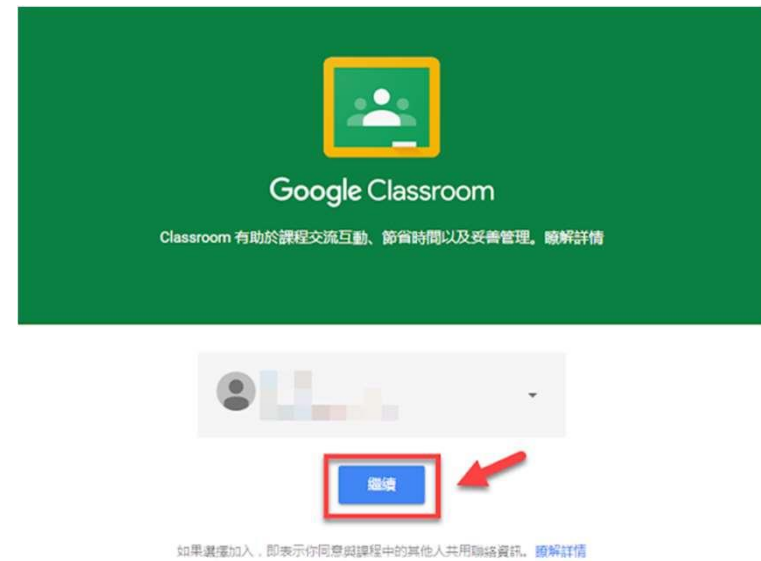 Google Classroom
Classroom 有助於課程交流互動、節省時間以及妥善管理。瞭解詳情
繼續
如果選擇加入，即表示你同意與課程中的其他人共用聯絡資訊。瞭解詳情